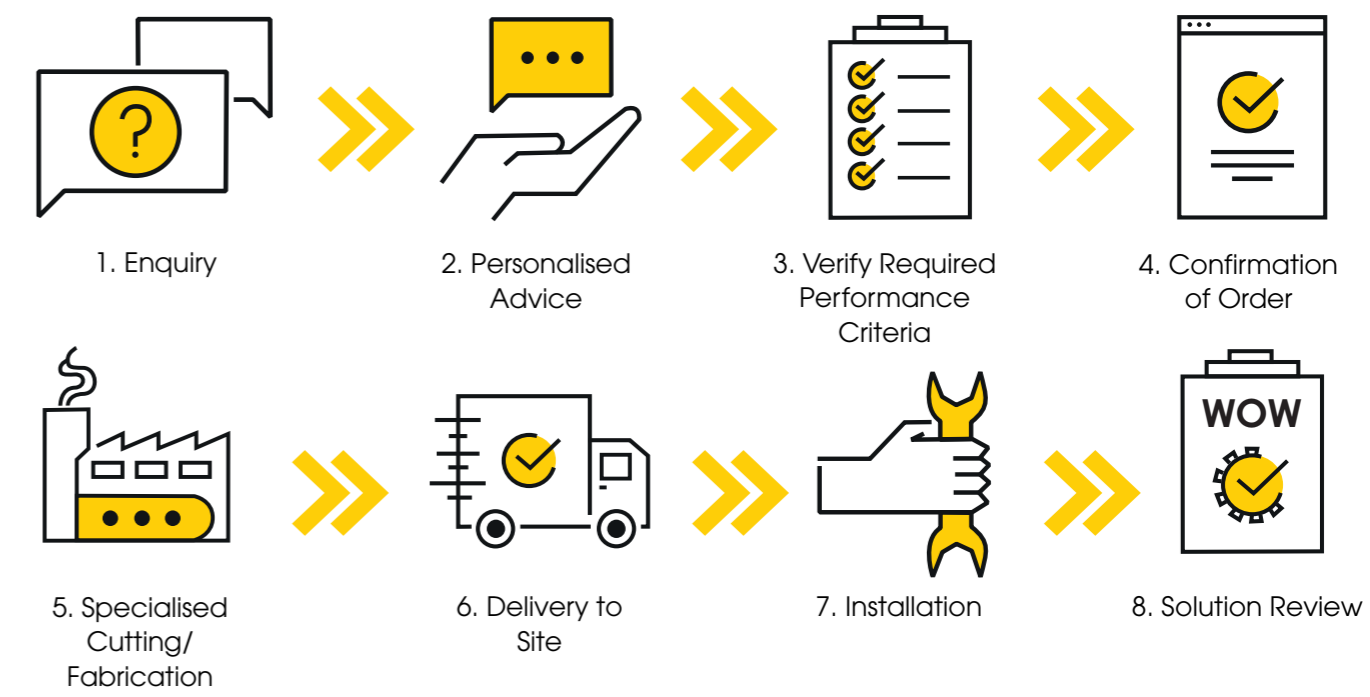 ?
1. Enquiry
2. Personalised
Advice
3. Verify Required
Performance
Criteria
4. Confirmation
of Order
WOW
5. Specialised
Cutting/
Fabrication
6. Delivery to
Site
7. Installation
8. Solution Review